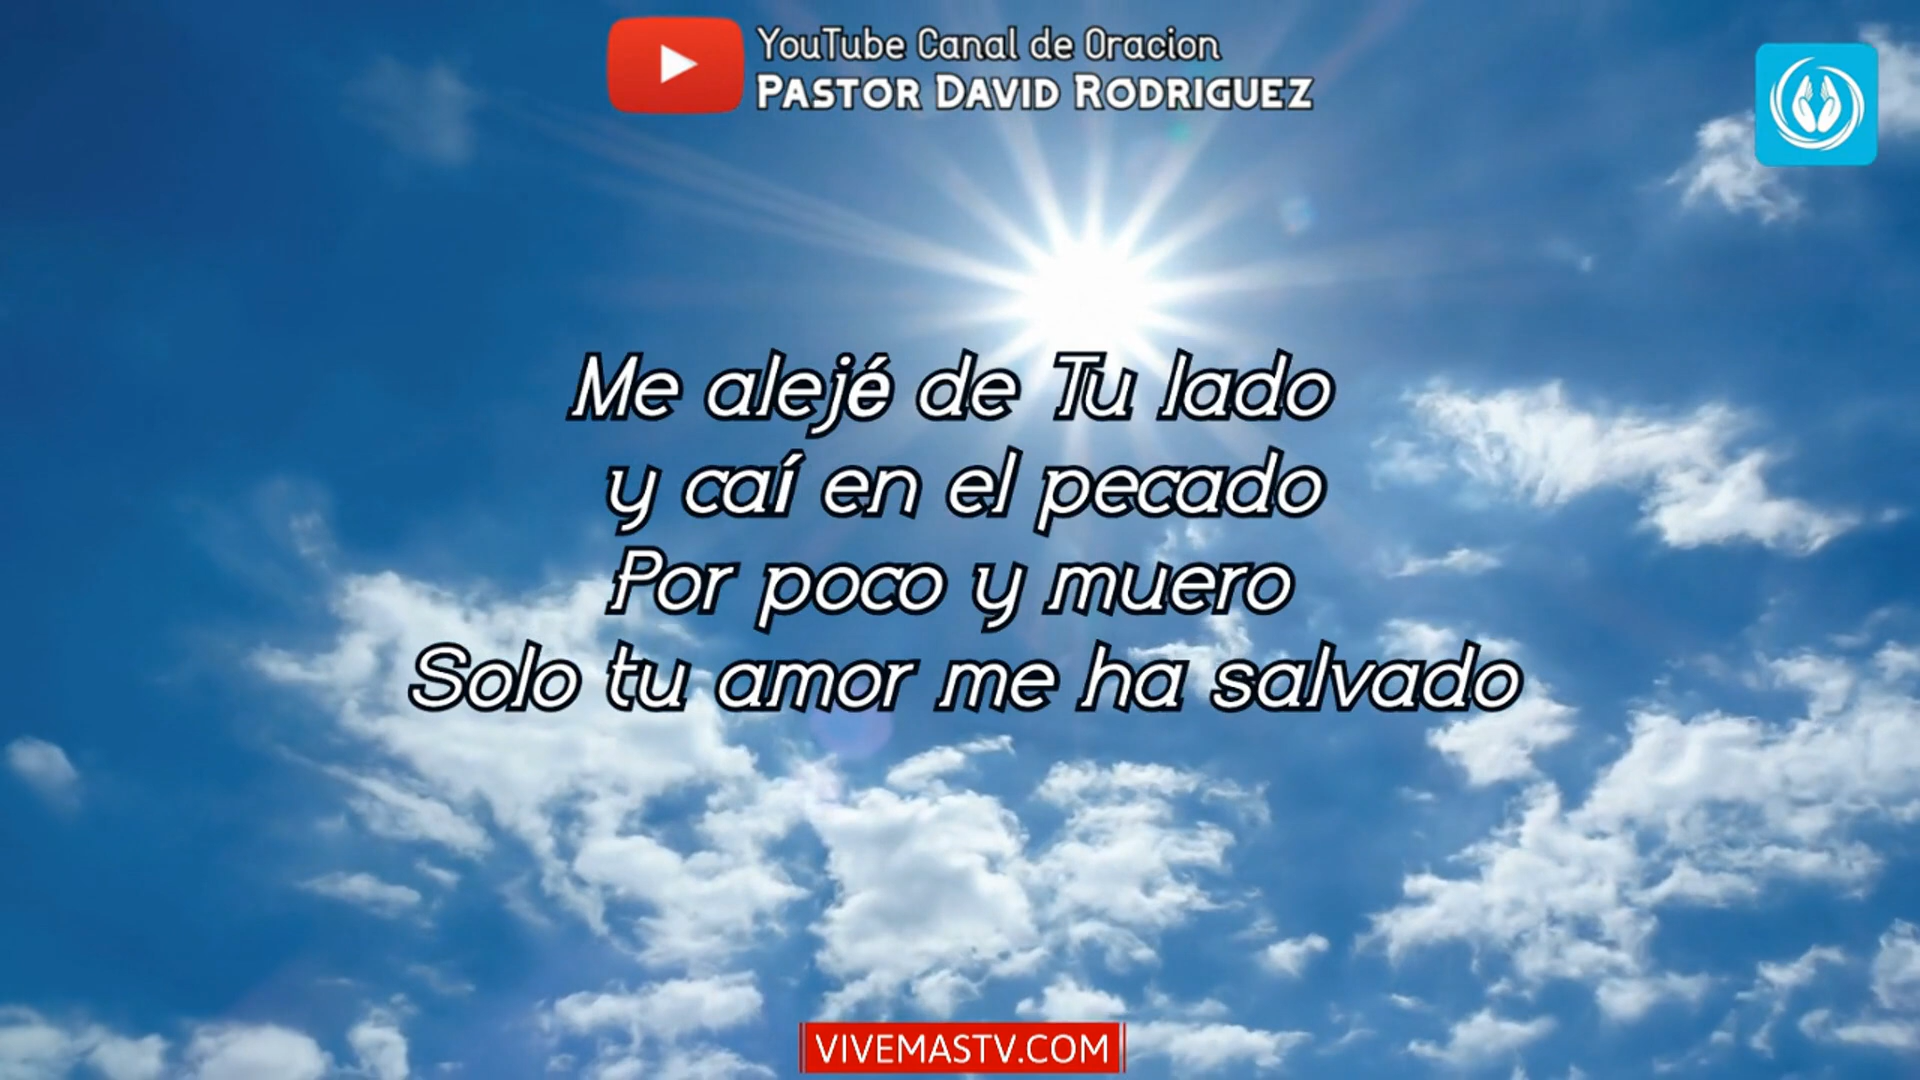 YouTube Canal de Oracion
PASTOR DAVID RODRIGUEZ
Me alejé de Tu lado
y caí en el pecado
Por poco y muero
Solo tu amor me ha salvado
VIVEMASTV.COM